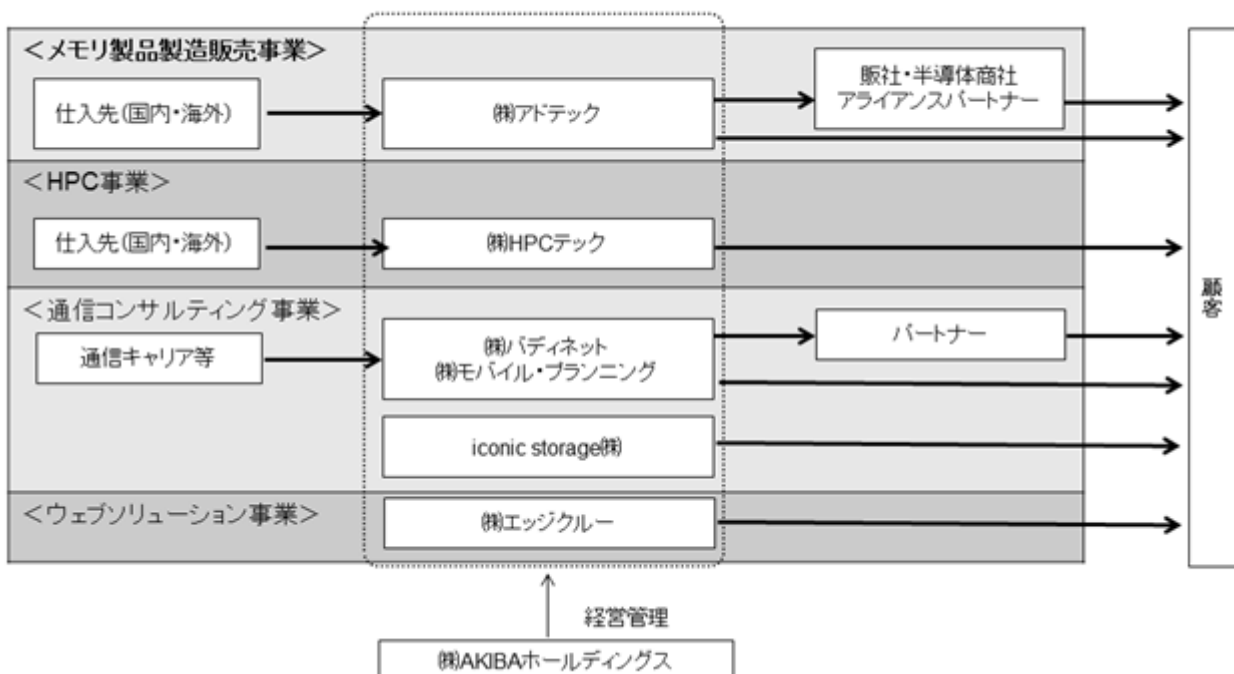 <メモリ製品製造販売事業>
仕入先(国内・海外)
㈱アドテック
販社・半導体商社
アライアンスパートナー
<HPC事業>
仕入先(国内・海外)
㈱HPCテック
<通信コンサルティング事業>
通信キャリア等
㈱バディネット
㈱モバイル・プランニング
パートナー
iconic storage㈱
<ウェブソリューション事業>
㈱エッジクルー
顧客
経営管理
㈱AKIBAホールディングス